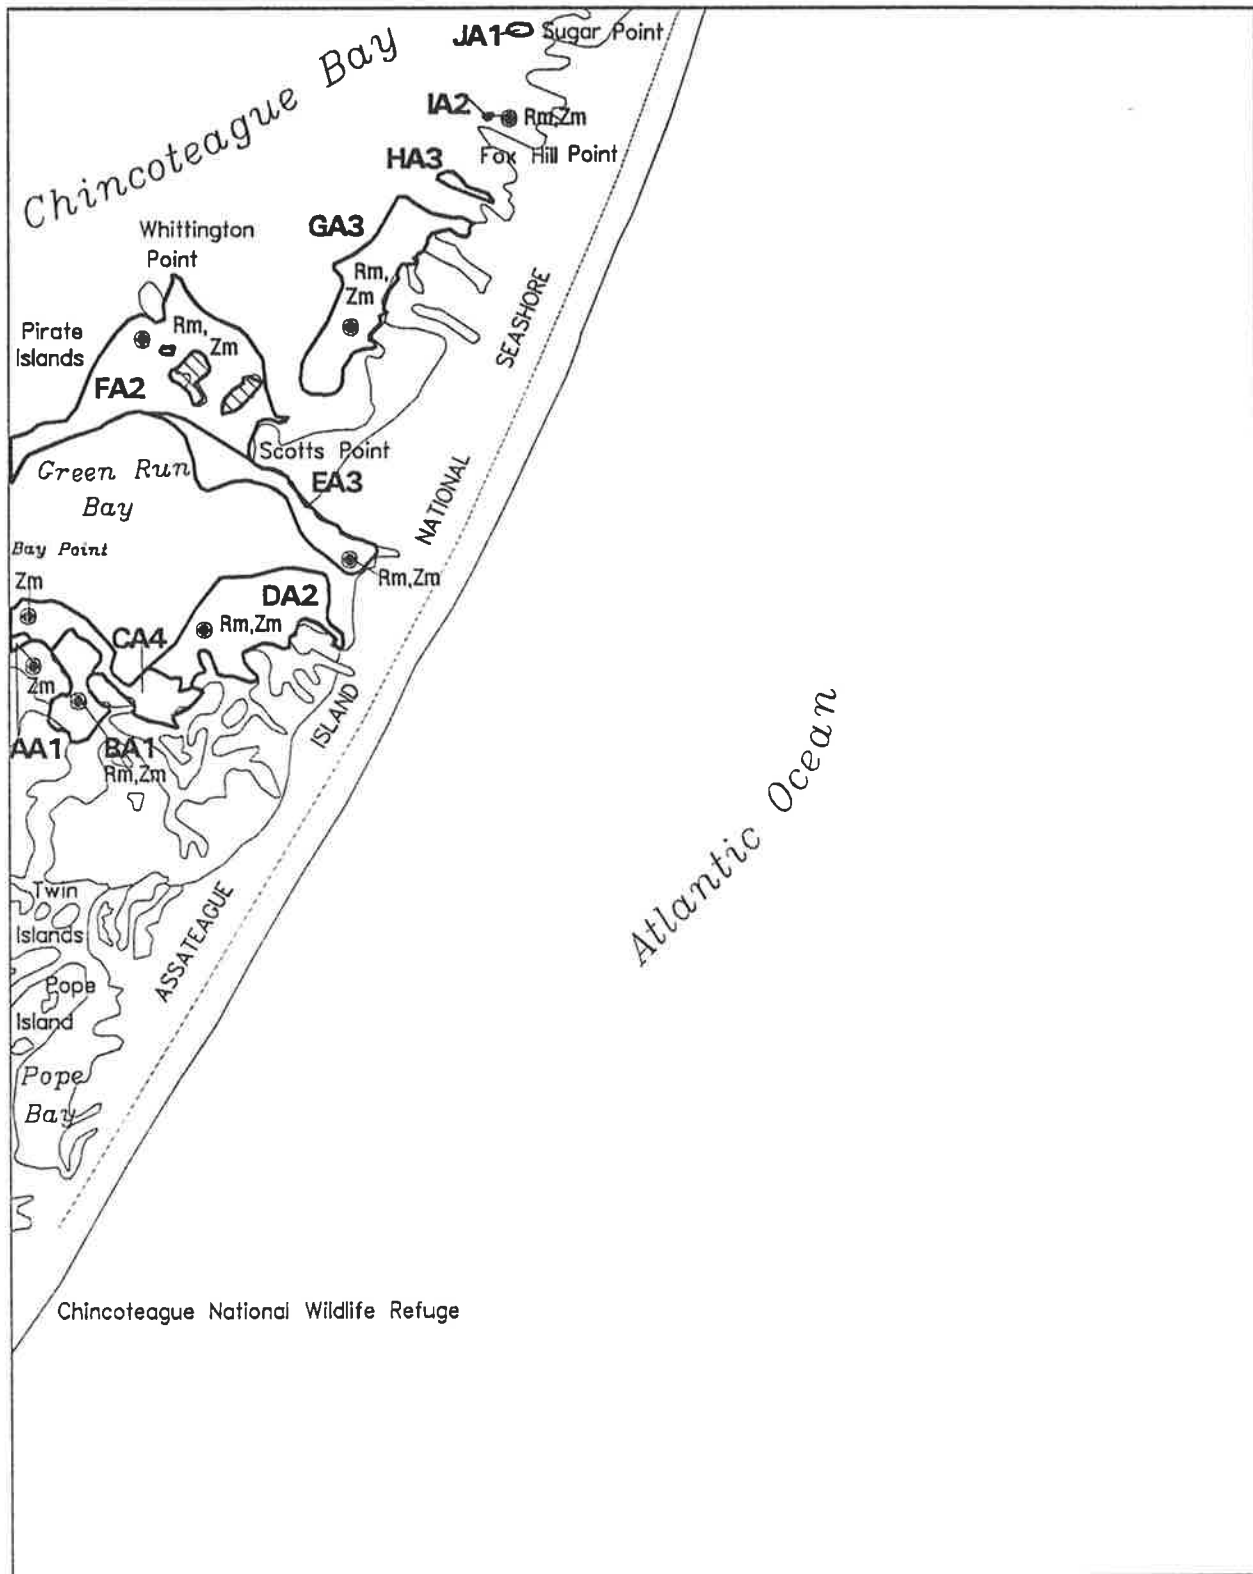 JA1
Sugar Point
Chincoteague Bay
IA2
Rm,Zm
Fox Hill Point
HA3
GA3
Whittington
Point
Rm,
Zm
Rm,
Zm
Pirate
Islands
FA2
SEASHORE
Scotts Point
Green Run
Bay
EA3
NATIONAL
Bay Point
Zm
Rm,Zm
DA2
Rm,Zm
CA4
Zm
ISLAND
AA1
BA1
Rm,Zm
Atlantic Ocean
Twin
Islands
ASSATEAGUE
Pope
Island
Pope
Bay
Chincoteague National Wildlife Refuge